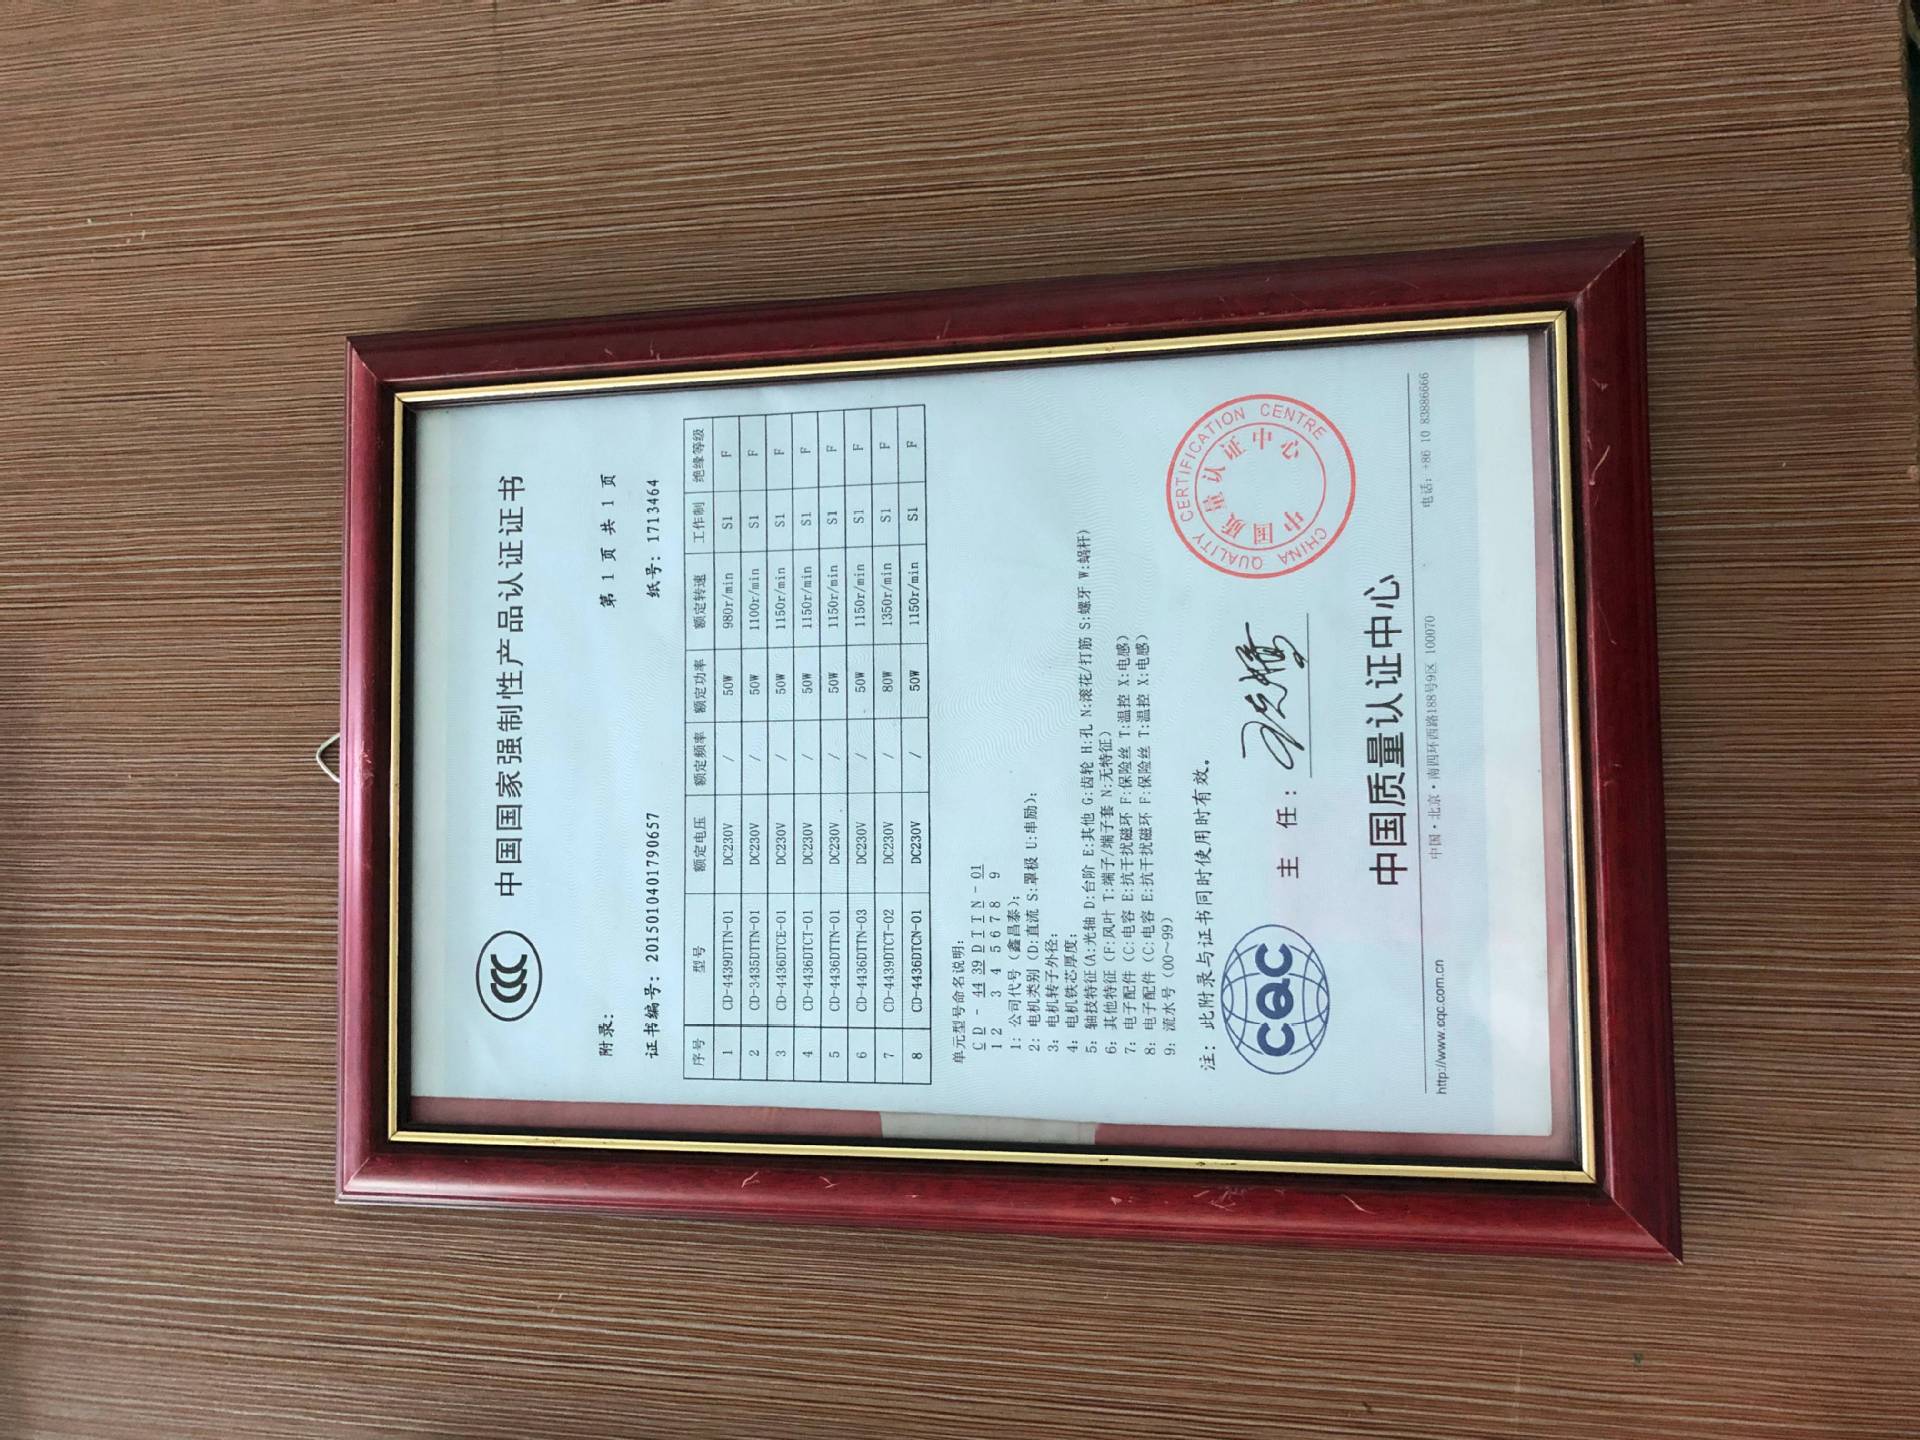 CCC
中国国家强制性产品认证证书
附录：
第 1 页 共 1 页
证书编号：2015010401790657
纸号：1713464
序号 型号 额定电压 额定频率 额定功率 额定转速 工作制 绝缘等级
1 CD-4439DTTN-01 DC230V / 50W 980r/min S1 F
2 CD-3435DTTN-01 DC230V / 50W 1100r/min S1 F
3 CD-4436DTCE-01 DC230V / 50W 1150r/min S1 F
4 CD-4436DTCT-01 DC230V / 50W 1150r/min S1 F
5 CD-4436DTTN-01 DC230V / 50W 1150r/min S1 F
6 CD-4436DTTN-03 DC230V / 50W 1150r/min S1 F
7 CD-4439DTCT-02 DC230V / 80W 1350r/min S1 F
8 CD-4436DTCN-01 DC230V / 50W 1150r/min S1 F
单元型号命名说明：
C D - 44 39 D T T N - 01
1 2 3 4 5 6 7 8 9
1：公司代号（鑫昌泰）；
2：电机类别（D:直流 S:罩极 U:串励）；
3：电机转子外径；
4：电机铁芯厚度；
5：轴技特征(A:光轴 D:台阶 E:其他 G:齿轮 H:孔 N:滚花/打筋 S:螺牙 W:蜗杆)
6：其他特征（F:风叶 T:端子/端子套 N:无特征）
7：电子配件（C:电容 E:抗干扰磁环 F:保险丝 T:温控 X:电感）
8：电子配件（C:电容 E:抗干扰磁环 F:保险丝 T:温控 X:电感）
9：流水号（00～99）
注：此附录与证书同时使用时有效。
CQC
主 任：
CHINA QUALITY CERTIFICATION CENTRE
中国质量认证中心
中国质量认证中心
http://www.cqc.com.cn
中国·北京·南四环西路188号9区 100070
电话：+86 10 83886666